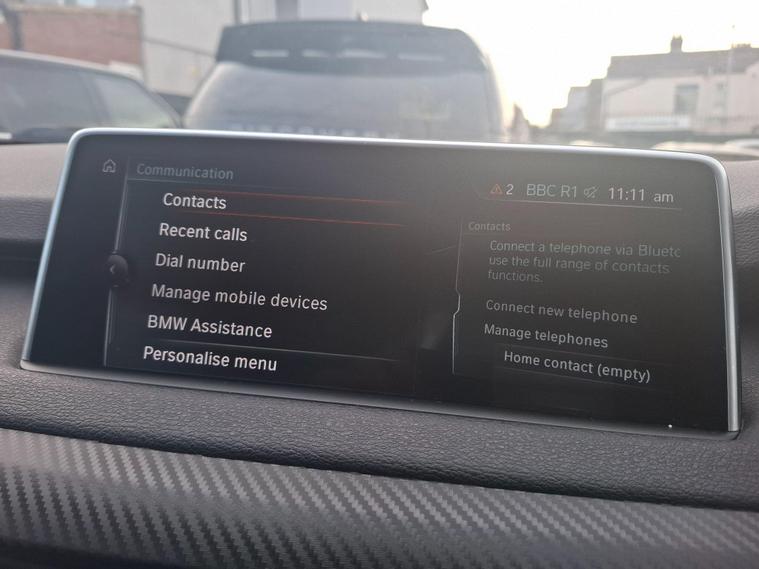 Communication
2 BBC R1 11:11 am
Contacts
Recent calls
Dial number
Manage mobile devices
BMW Assistance
Personalise menu
Contacts
Connect a telephone via Bluetc
use the full range of contacts
functions.
Connect new telephone
Manage telephones
Home contact (empty)